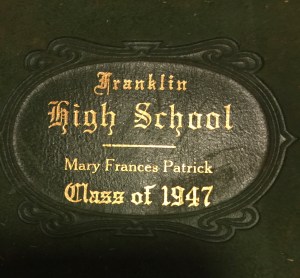 Franklin
High School
Mary Frances Patrick
Class of 1947